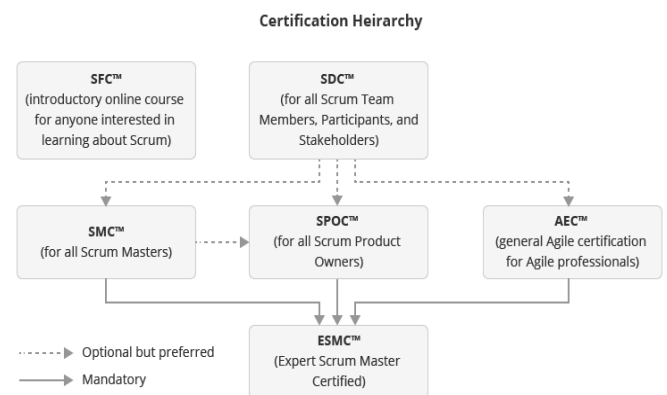 Certification Heirarchy
SFC™
(introductory online course
for anyone interested in
learning about Scrum)
SDC™
(for all Scrum Team
Members, Participants, and
Stakeholders)
SMC™
(for all Scrum Masters)
SPOC™
(for all Scrum Product
Owners)
AEC™
(general Agile certification
for Agile professionals)
ESMC™
(Expert Scrum Master
Certified)
Optional but preferred
Mandatory